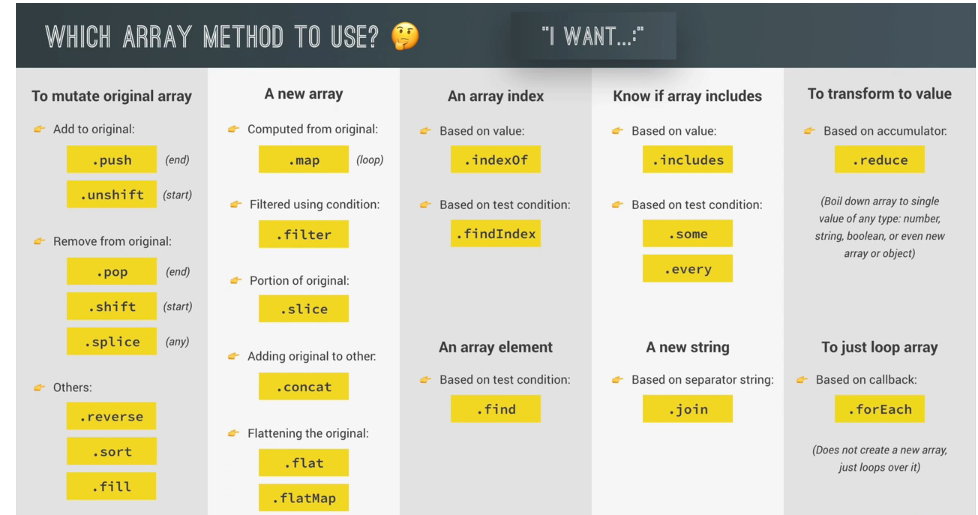 WHICH ARRAY METHOD TO USE? 🤔
"I WANT...:"
To mutate original array
👉 Add to original:
.push (end)
.unshift (start)
👉 Remove from original:
.pop (end)
.shift (start)
.splice (any)
👉 Others:
.reverse
.sort
.fill
A new array
👉 Computed from original:
.map (loop)
👉 Filtered using condition:
.filter
👉 Portion of original:
.slice
👉 Adding original to other:
.concat
👉 Flattening the original:
.flat
.flatMap
An array index
👉 Based on value:
.indexOf
👉 Based on test condition:
.findIndex
An array element
👉 Based on test condition:
.find
Know if array includes
👉 Based on value:
.includes
👉 Based on test condition:
.some
.every
A new string
👉 Based on separator string:
.join
To transform to value
👉 Based on accumulator:
.reduce
(Boil down array to single
value of any type: number,
string, boolean, or even new
array or object)
To just loop array
👉 Based on callback:
.forEach
(Does not create a new array,
just loops over it)